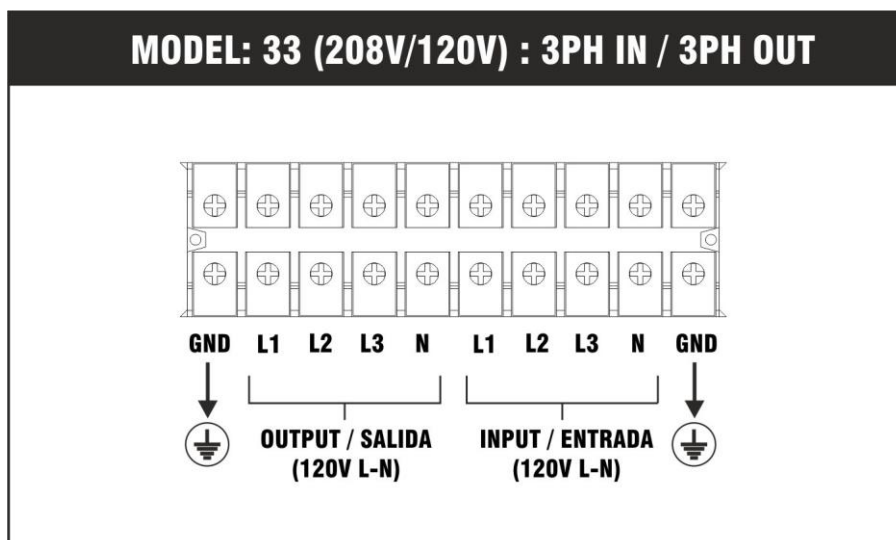 MODEL: 33 (208V/120V) : 3PH IN / 3PH OUT
GND L1 L2 L3 N L1 L2 L3 N GND
OUTPUT / SALIDA
(120V L-N)
INPUT / ENTRADA
(120V L-N)